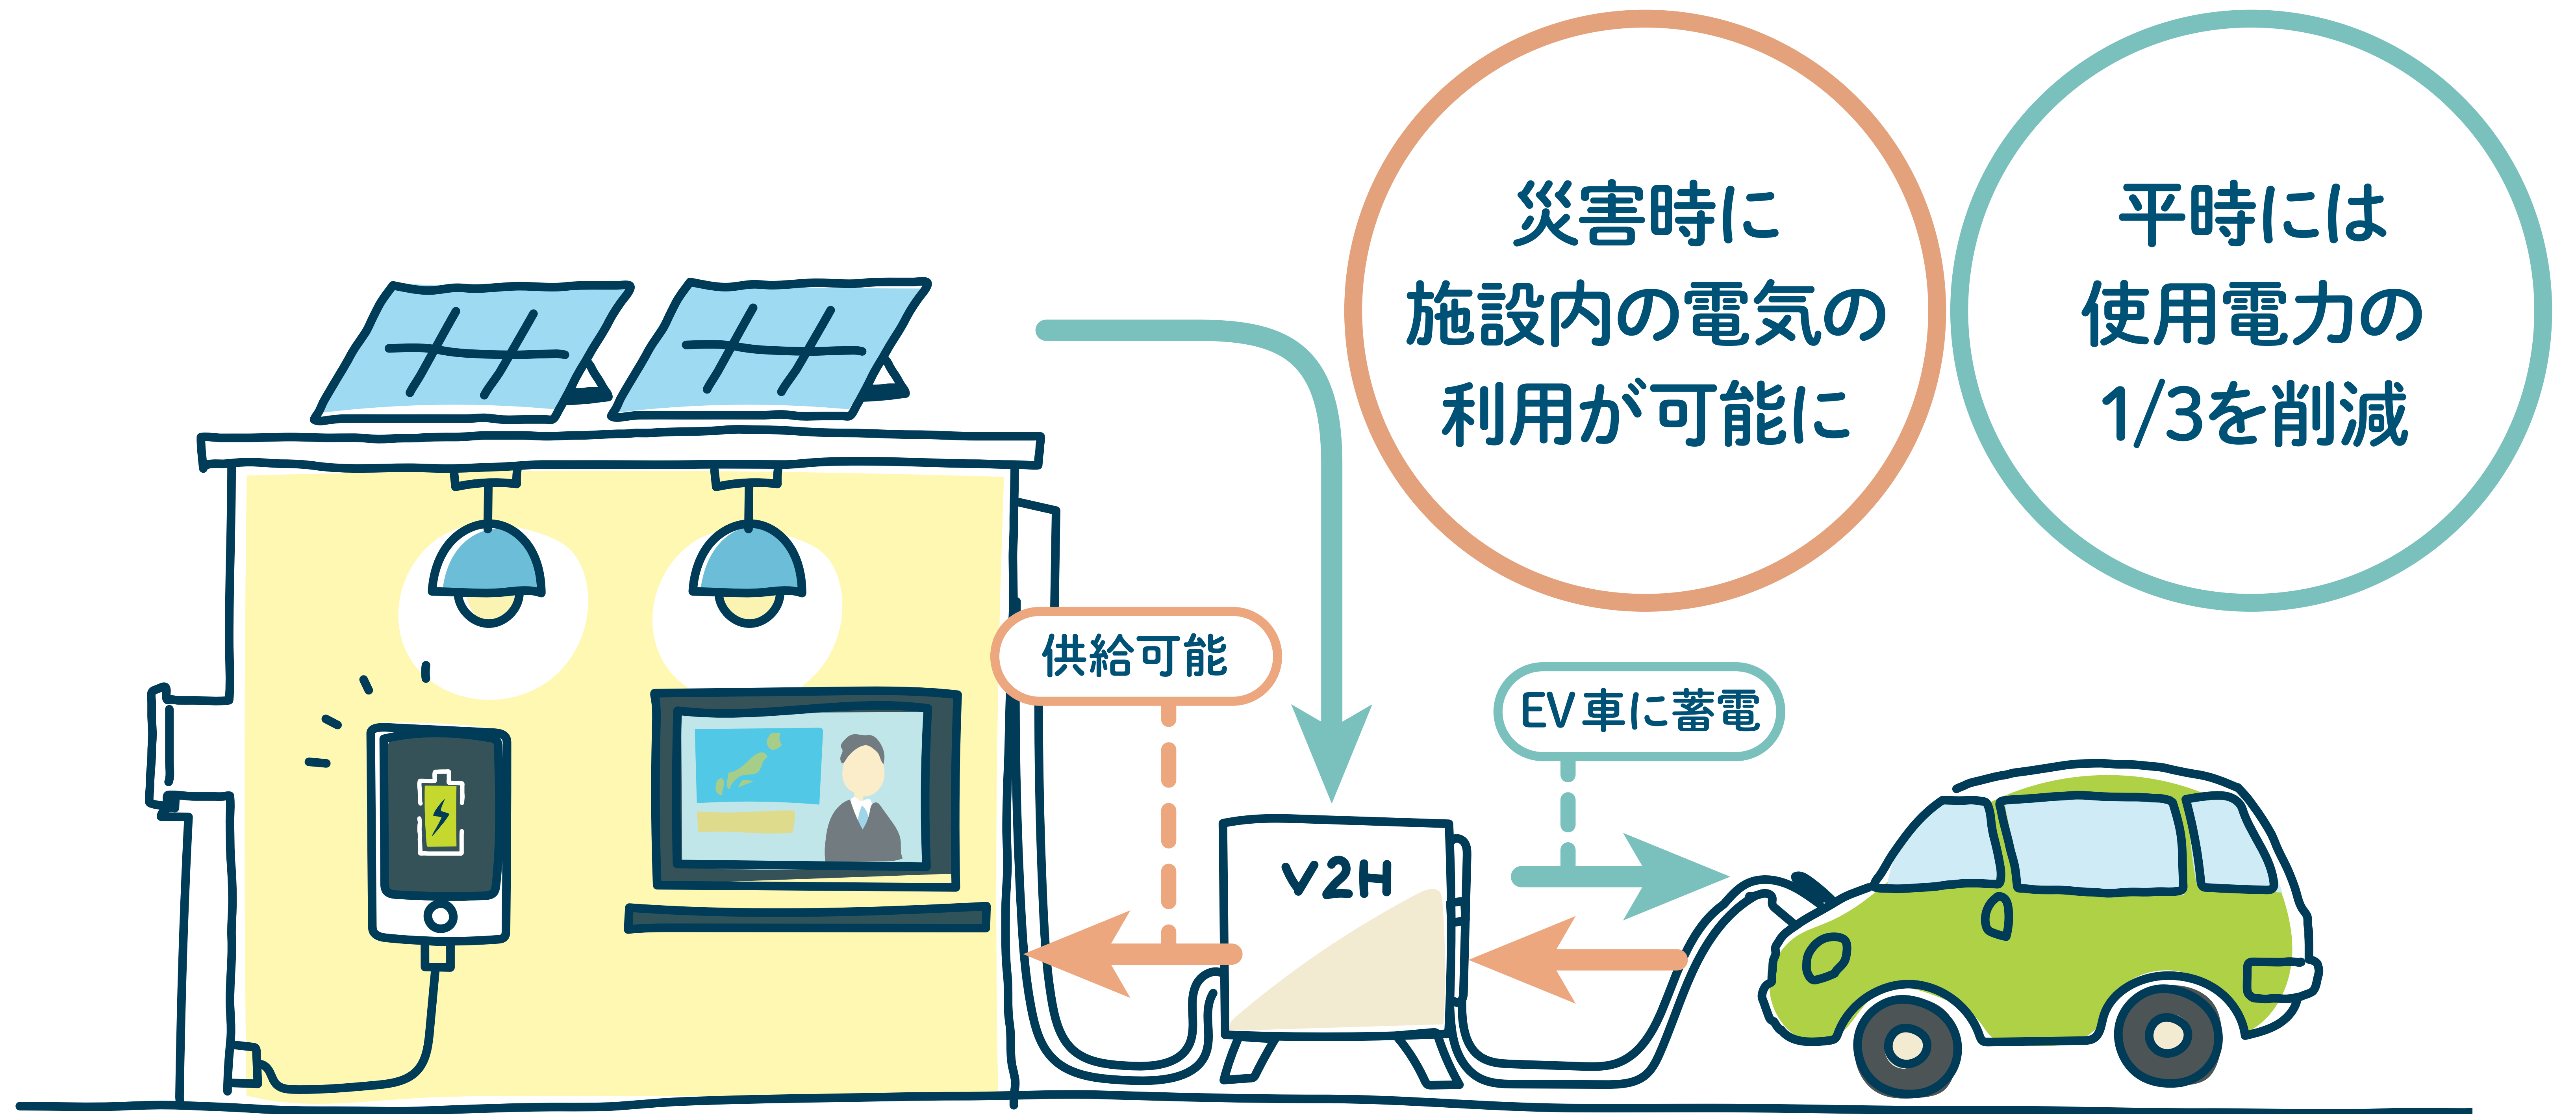 災害時に
施設内の電気の
利用が可能に
平時には
使用電力の
1/3を削減
供給可能
EV車に蓄電
V2H